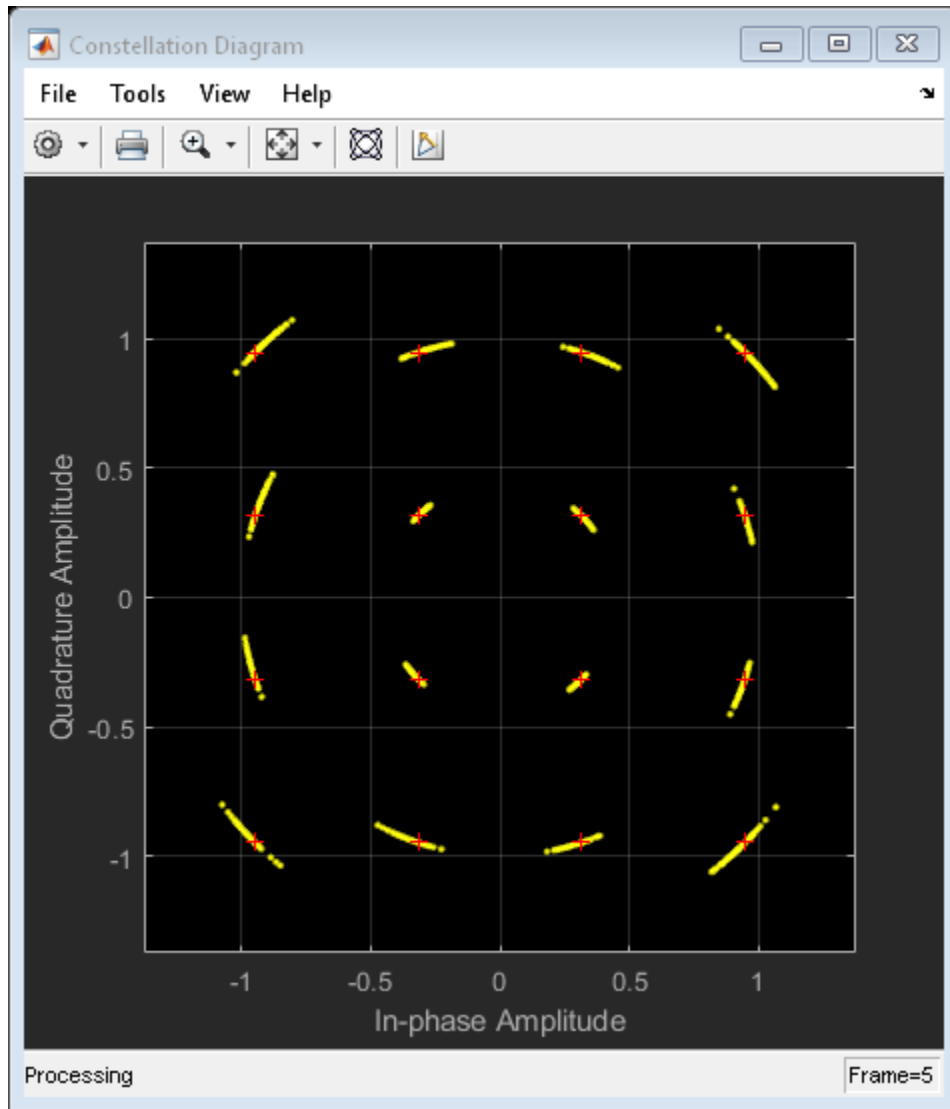 Constellation Diagram
File Tools View Help
1
0.5
0
-0.5
-1
Quadrature Amplitude
-1 -0.5 0 0.5 1
In-phase Amplitude
Processing Frame=5